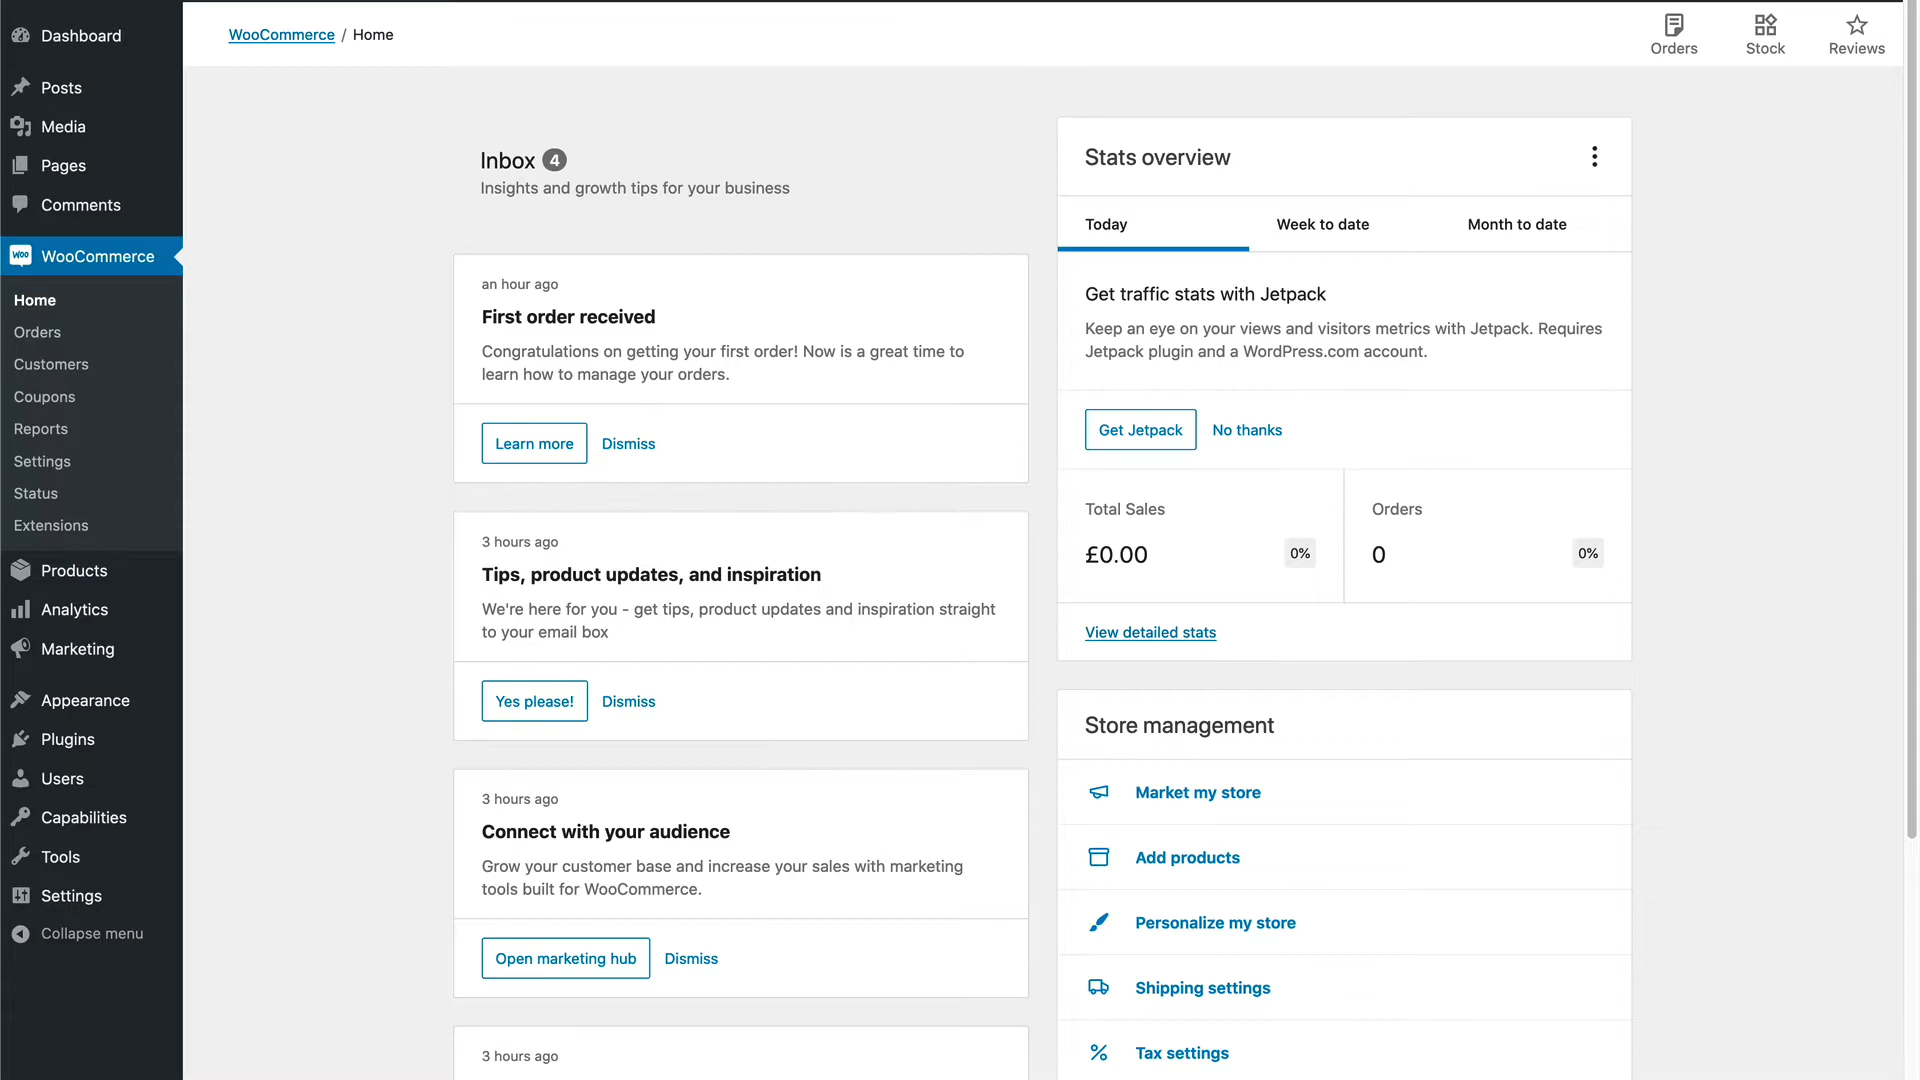 Dashboard
Posts
Media
Pages
Comments
Woo WooCommerce
Home
Orders
Customers
Coupons
Reports
Settings
Status
Extensions
Products
Analytics
Marketing
Appearance
Plugins
Users
Capabilities
Tools
Settings
Collapse menu
WooCommerce / Home
Orders
Stock
Reviews
Inbox 4
Insights and growth tips for your business
an hour ago
First order received
Congratulations on getting your first order! Now is a great time to
learn how to manage your orders.
Learn more Dismiss
3 hours ago
Tips, product updates, and inspiration
We're here for you - get tips, product updates and inspiration straight
to your email box
Yes please! Dismiss
3 hours ago
Connect with your audience
Grow your customer base and increase your sales with marketing
tools built for WooCommerce.
Open marketing hub Dismiss
3 hours ago
Stats overview
Today Week to date Month to date
Get traffic stats with Jetpack
Keep an eye on your views and visitors metrics with Jetpack. Requires
Jetpack plugin and a WordPress.com account.
Get Jetpack No thanks
Total Sales
£0.00 0%
Orders
0 0%
View detailed stats
Store management
Market my store
Add products
Personalize my store
Shipping settings
Tax settings